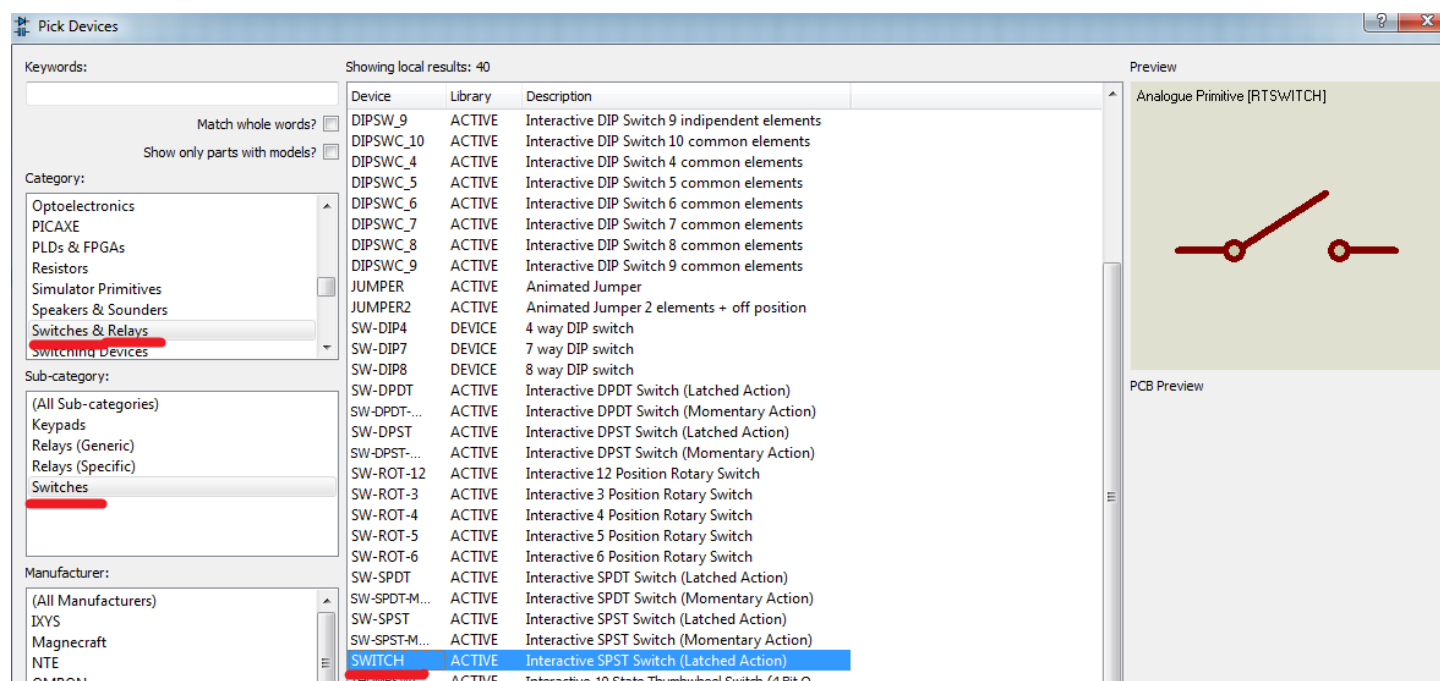 Pick Devices
Keywords:
Match whole words?
Show only parts with models?
Category:
Optoelectronics
PICAXE
PLDs & FPGAs
Resistors
Simulator Primitives
Speakers & Sounders
Switches & Relays
Switching Devices
Sub-category:
(All Sub-categories)
Keypads
Relays (Generic)
Relays (Specific)
Switches
Manufacturer:
(All Manufacturers)
IXYS
Magnecraft
NTE
Showing local results: 40
Device Library Description
DIPSW_9 ACTIVE Interactive DIP Switch 9 indipendent elements
DIPSWC_10 ACTIVE Interactive DIP Switch 10 common elements
DIPSWC_4 ACTIVE Interactive DIP Switch 4 common elements
DIPSWC_5 ACTIVE Interactive DIP Switch 5 common elements
DIPSWC_6 ACTIVE Interactive DIP Switch 6 common elements
DIPSWC_7 ACTIVE Interactive DIP Switch 7 common elements
DIPSWC_8 ACTIVE Interactive DIP Switch 8 common elements
DIPSWC_9 ACTIVE Interactive DIP Switch 9 common elements
JUMPER ACTIVE Animated Jumper
JUMPER2 ACTIVE Animated Jumper 2 elements + off position
SW-DIP4 DEVICE 4 way DIP switch
SW-DIP7 DEVICE 7 way DIP switch
SW-DIP8 DEVICE 8 way DIP switch
SW-DPDT ACTIVE Interactive DPDT Switch (Latched Action)
SW-DPDT-... ACTIVE Interactive DPDT Switch (Momentary Action)
SW-DPST ACTIVE Interactive DPST Switch (Latched Action)
SW-DPST-... ACTIVE Interactive DPST Switch (Momentary Action)
SW-ROT-12 ACTIVE Interactive 12 Position Rotary Switch
SW-ROT-3 ACTIVE Interactive 3 Position Rotary Switch
SW-ROT-4 ACTIVE Interactive 4 Position Rotary Switch
SW-ROT-5 ACTIVE Interactive 5 Position Rotary Switch
SW-ROT-6 ACTIVE Interactive 6 Position Rotary Switch
SW-SPDT ACTIVE Interactive SPDT Switch (Latched Action)
SW-SPDT-M... ACTIVE Interactive SPDT Switch (Momentary Action)
SW-SPST ACTIVE Interactive SPST Switch (Latched Action)
SW-SPST-M... ACTIVE Interactive SPST Switch (Momentary Action)
SWITCH ACTIVE Interactive SPST Switch (Latched Action)
ACTIVE Interactive 10 State Thumbwheel Switch (4 Bit O
Preview
Analogue Primitive [RTSWITCH]
PCB Preview